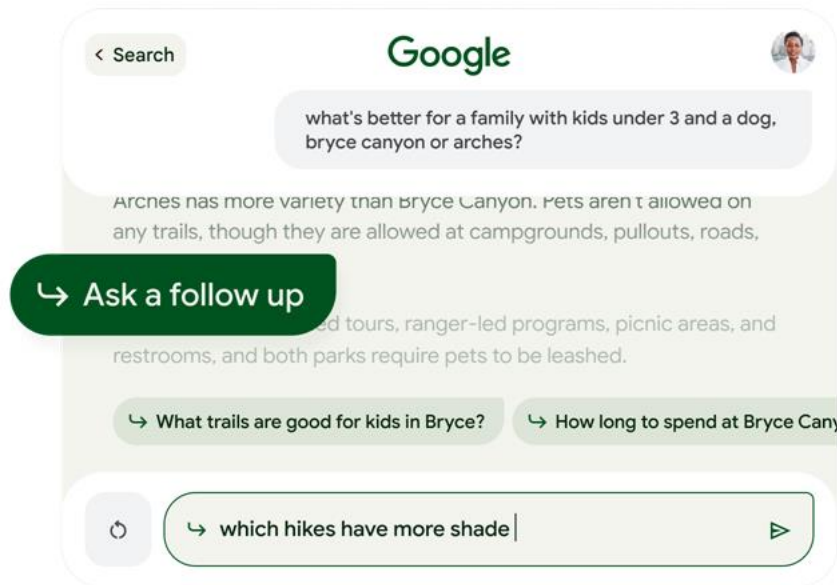 Search
Google
what's better for a family with kids under 3 and a dog,
bryce canyon or arches?
Arches has more variety than Bryce Canyon. Pets aren't allowed on
any trails, though they are allowed at campgrounds, pullouts, roads,
Ask a follow up
tours, ranger-led programs, picnic areas, and
restrooms, and both parks require pets to be leashed.
What trails are good for kids in Bryce?
How long to spend at Bryce Cany
which hikes have more shade